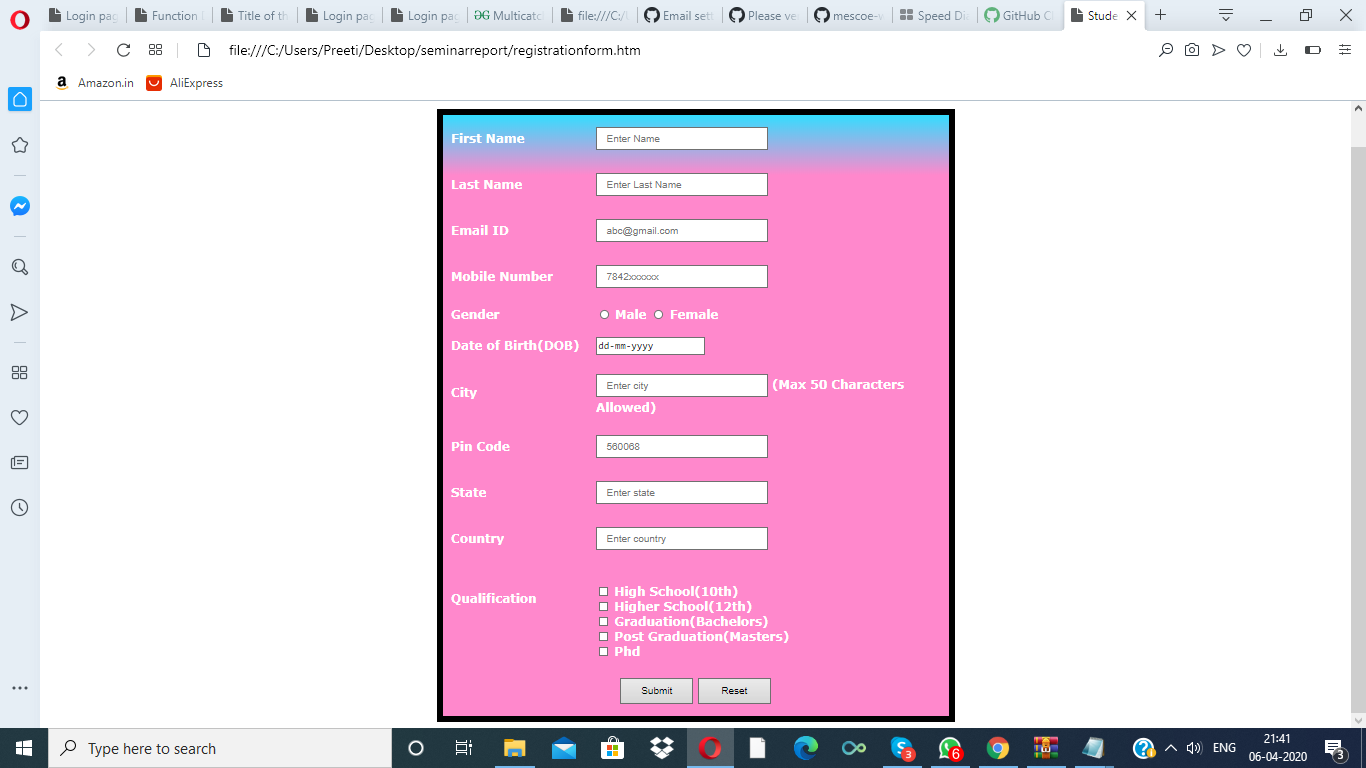 Login pag
Function
Title of th
Login pag
Login pag
Multicatc
file:///C:/
Email sett
Please ve
mescoe-v
Speed Dia
GitHub C
Stude
file:///C:/Users/Preeti/Desktop/seminarreport/registrationform.htm
Amazon.in AliExpress
First Name Enter Name
Last Name Enter Last Name
Email ID abc@gmail.com
Mobile Number 7842xxxxxx
Gender Male Female
Date of Birth(DOB) dd-mm-yyyy
City Enter city (Max 50 Characters
Allowed)
Pin Code 560068
State Enter state
Country Enter country
Qualification
High School(10th)
Higher School(12th)
Graduation(Bachelors)
Post Graduation(Masters)
Phd
Submit Reset
Type here to search
3
6
ENG
21:41
06-04-2020
3